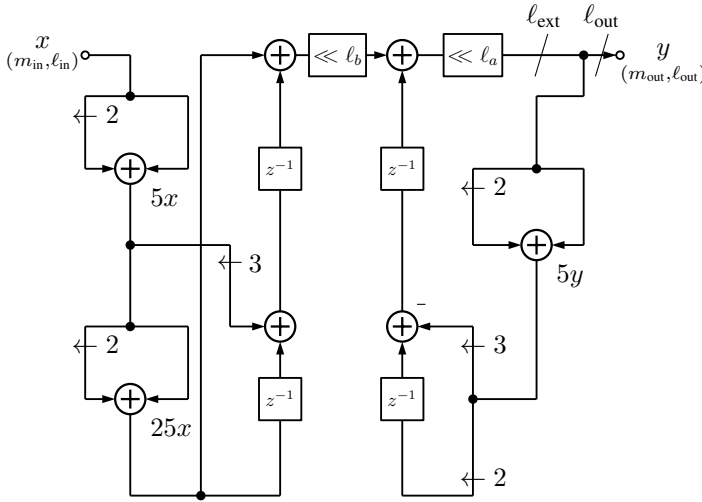 x
(m_in, ℓ_in)
≪ ℓ_b
≪ ℓ_a
ℓ_ext
ℓ_out
y
(m_out, ℓ_out)
2
z⁻¹
z⁻¹
2
5x
3
5y
2
-
3
25x
z⁻¹
z⁻¹
2